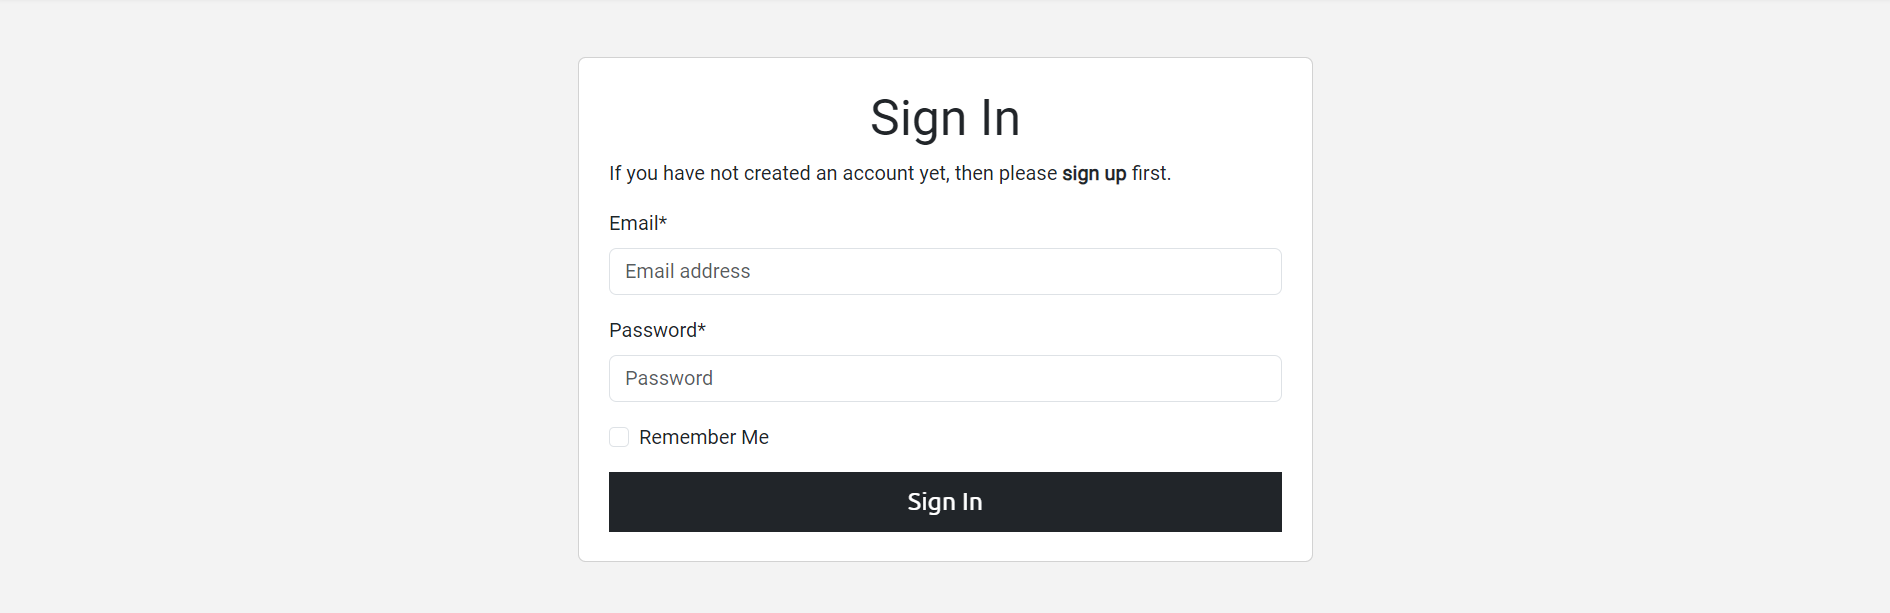 Sign In
If you have not created an account yet, then please sign up first.
Email*
Email address
Password*
Password
Remember Me
Sign In